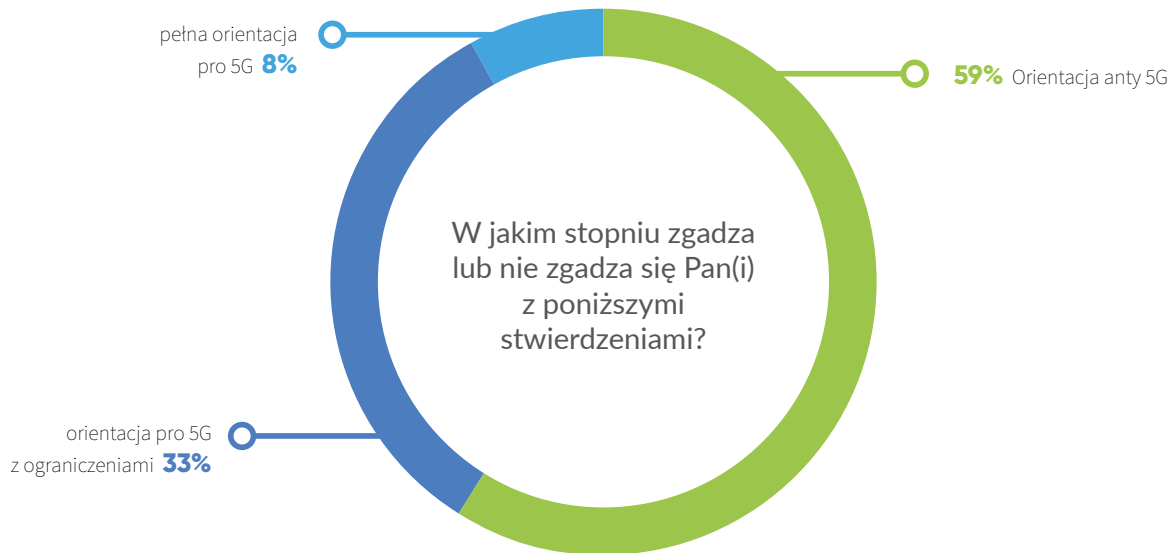 pełna orientacja
pro 5G 8%
59% Orientacja anty 5G
W jakim stopniu zgadza
lub nie zgadza się Pan(i)
z poniższymi
stwierdzeniami?
orientacja pro 5G
z ograniczeniami 33%